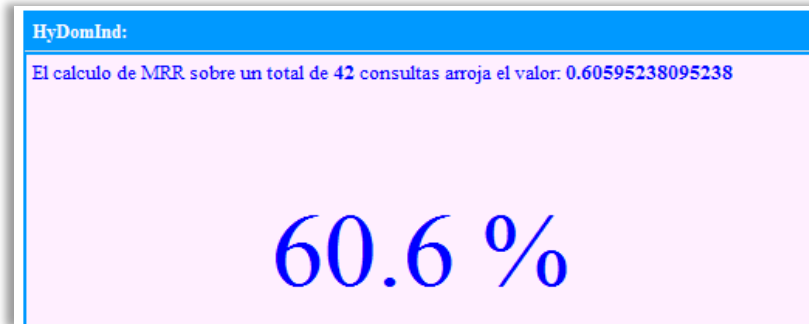 HyDomInd:
El calculo de MRR sobre un total de 42 consultas arroja el valor: 0.60595238095238
60.6 %